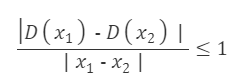 |D(x₁) - D(x₂)|
| x₁ - x₂ | ≤ 1